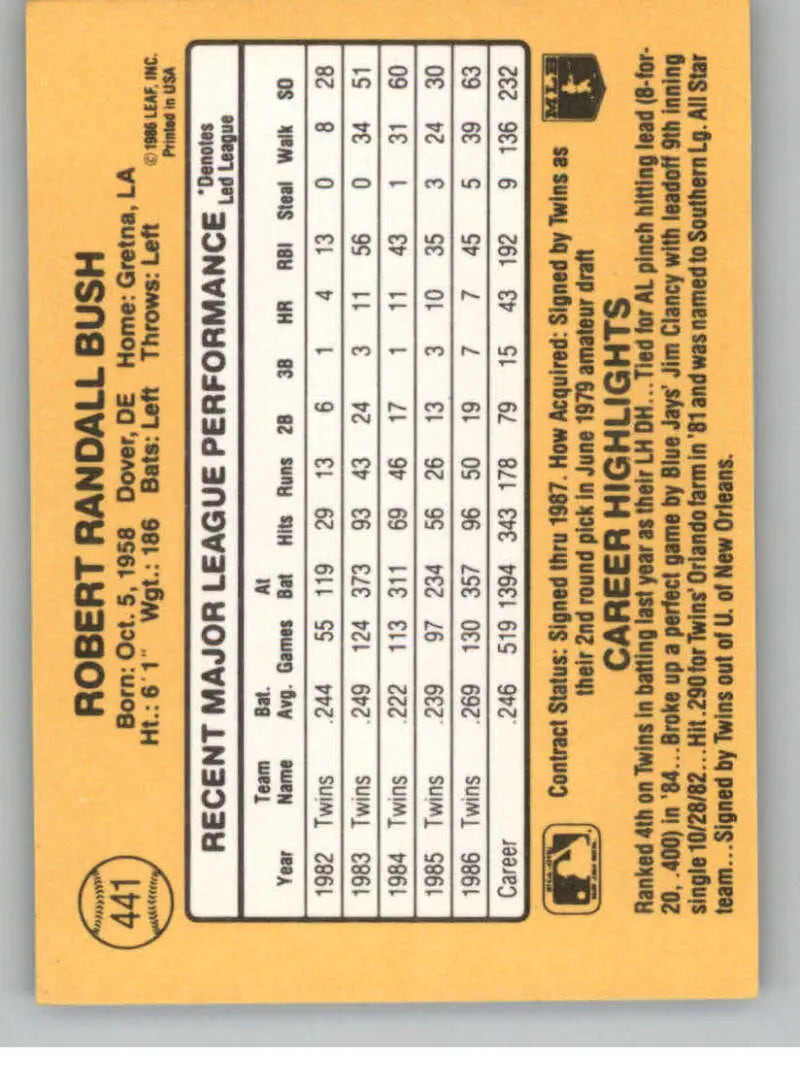 441
ROBERT RANDALL BUSH
Born: Oct. 5, 1958 Dover, DE Home: Gretna, LA
Ht.: 6'1" Wgt.: 186 Bats: Left Throws: Left
© 1986 LEAF, INC.
Printed in USA
RECENT MAJOR LEAGUE PERFORMANCE
*Denotes
Led League
Year Team Name Bat. Avg. Games At Bat Hits Runs 2B 3B HR RBI Steal Walk SO
1982 Twins .244 55 119 29 13 6 1 4 13 0 8 28
1983 Twins .249 124 373 93 43 24 3 11 56 0 34 51
1984 Twins .222 113 311 69 46 17 1 11 43 1 31 60
1985 Twins .239 97 234 56 26 13 3 10 35 3 24 30
1986 Twins .269 130 357 96 50 19 7 7 45 5 39 63
Career .246 519 1394 343 178 79 15 43 192 9 136 232
Contract Status: Signed thru 1987. How Acquired: Signed by Twins as
their 2nd round pick in June 1979 amateur draft
MLB
CAREER HIGHLIGHTS
Ranked 4th on Twins in batting last year as their LH DH...Tied for AL pinch hitting lead (8-for-
20, .400) in '84...Broke up a perfect game by Blue Jays' Jim Clancy with leadoff 9th inning
single 10/28/82...Hit .290 for Twins' Orlando farm in '81 and was named to Southern Lg. All Star
team...Signed by Twins out of U. of New Orleans.